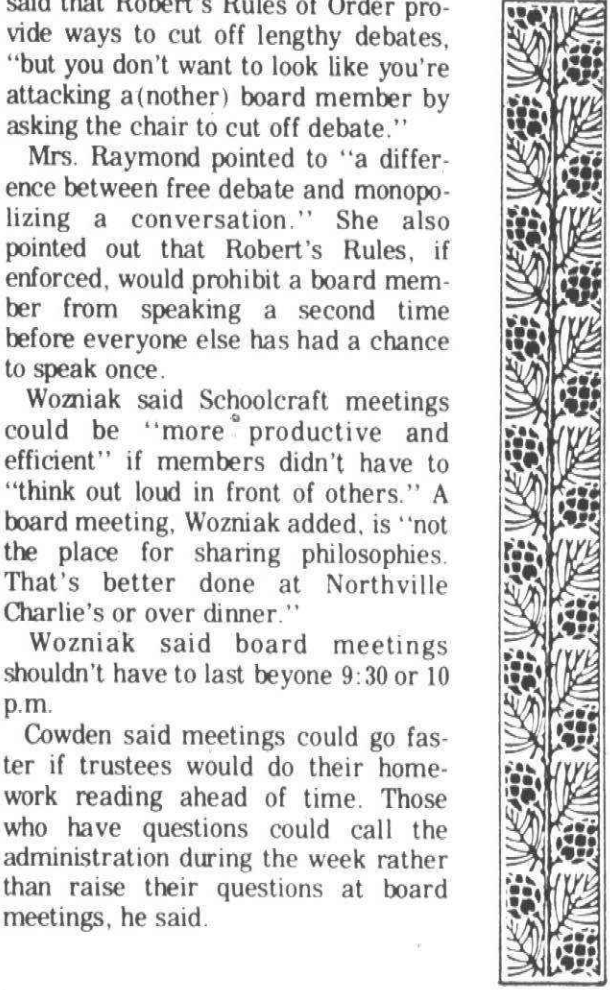 said that Robert's Rules of Order pro-
vide ways to cut off lengthy debates,
"but you don't want to look like you're
attacking a(nother) board member by
asking the chair to cut off debate."
Mrs. Raymond pointed to "a differ-
ence between free debate and monopo-
lizing a conversation." She also
pointed out that Robert's Rules, if
enforced, would prohibit a board mem-
ber from speaking a second time
before everyone else has had a chance
to speak once.
Wozniak said Schoolcraft meetings
could be "more productive and
efficient" if members didn't have to
"think out loud in front of others." A
board meeting, Wozniak added, is "not
the place for sharing philosophies.
That's better done at Northville
Charlie's or over dinner."
Wozniak said board meetings
shouldn't have to last beyone 9:30 or 10
p.m.
Cowden said meetings could go fas-
ter if trustees would do their home-
work reading ahead of time. Those
who have questions could call the
administration during the week rather
than raise their questions at board
meetings, he said.